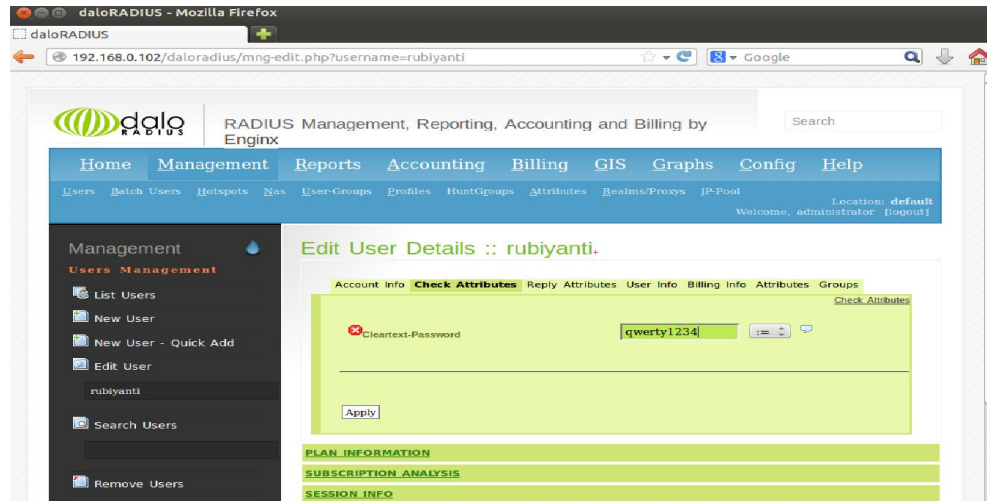 daloRADIUS - Mozilla Firefox
daloRADIUS
192.168.0.102/daloradius/mng-edit.php?username=rubiyanti
Google
dalo
RADIUS
RADIUS Management, Reporting, Accounting and Billing by
Enginx
Search
Home Management Reports Accounting Billing GIS Graphs Config Help
Users Batch Users Hotspots Nas User-Groups Profiles HuntGroups Attributes Realms/Proxys IP-Pool
Location: default
Welcome, administrator [logout]
Management
Users Management
List Users
New User
New User - Quick Add
Edit User
rubiyanti
Search Users
Remove Users
Edit User Details :: rubiyanti
Account Info Check Attributes Reply Attributes User Info Billing Info Attributes Groups
Check Attributes
Cleartext-Password
qwerty1234
:=
Apply
PLAN INFORMATION
SUBSCRIPTION ANALYSIS
SESSION INFO